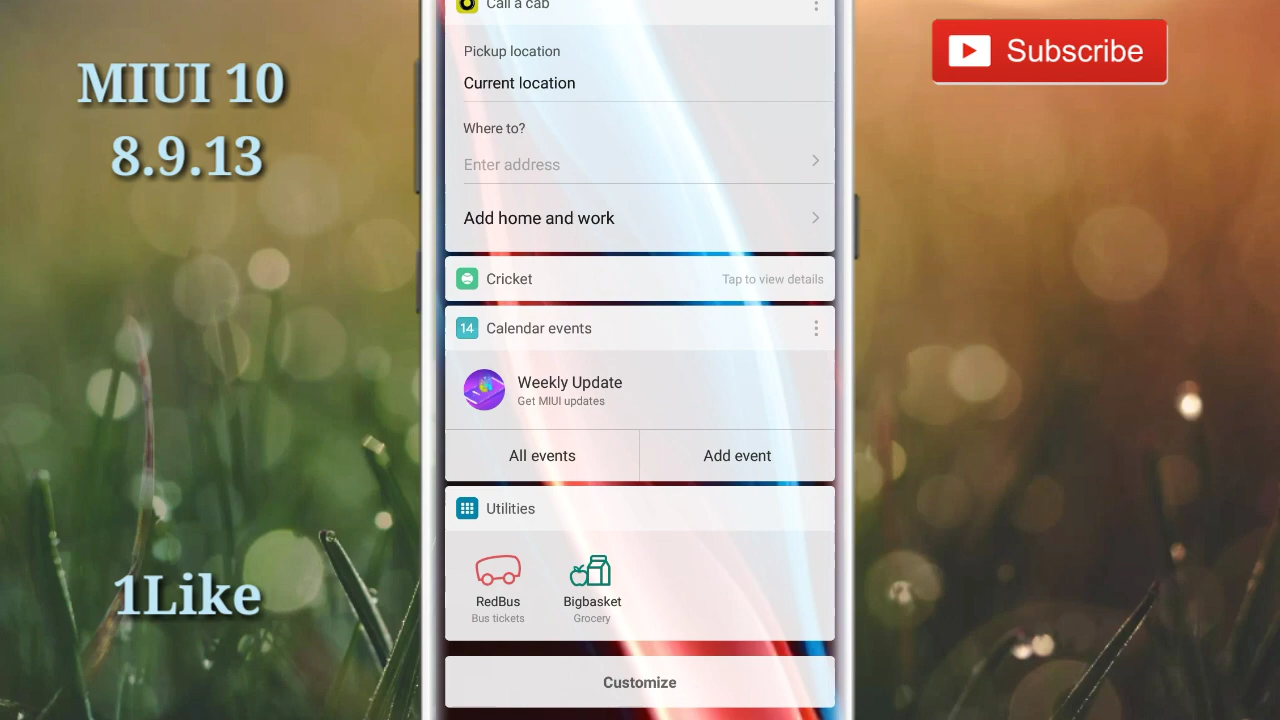 MIUI 10
8.9.13
1Like
Call a cab
Pickup location
Current location
Where to?
Enter address
Add home and work
Cricket
Tap to view details
14
Calendar events
Weekly Update
Get MIUI updates
All events
Add event
Utilities
RedBus
Bigbasket
Bus tickets
Grocery
Customize
Subscribe